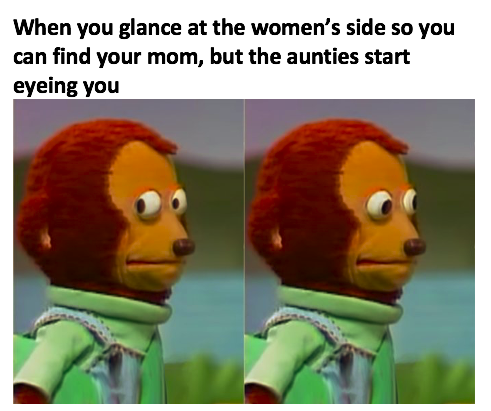 When you glance at the women’s side so you
can find your mom, but the aunties start
eyeing you